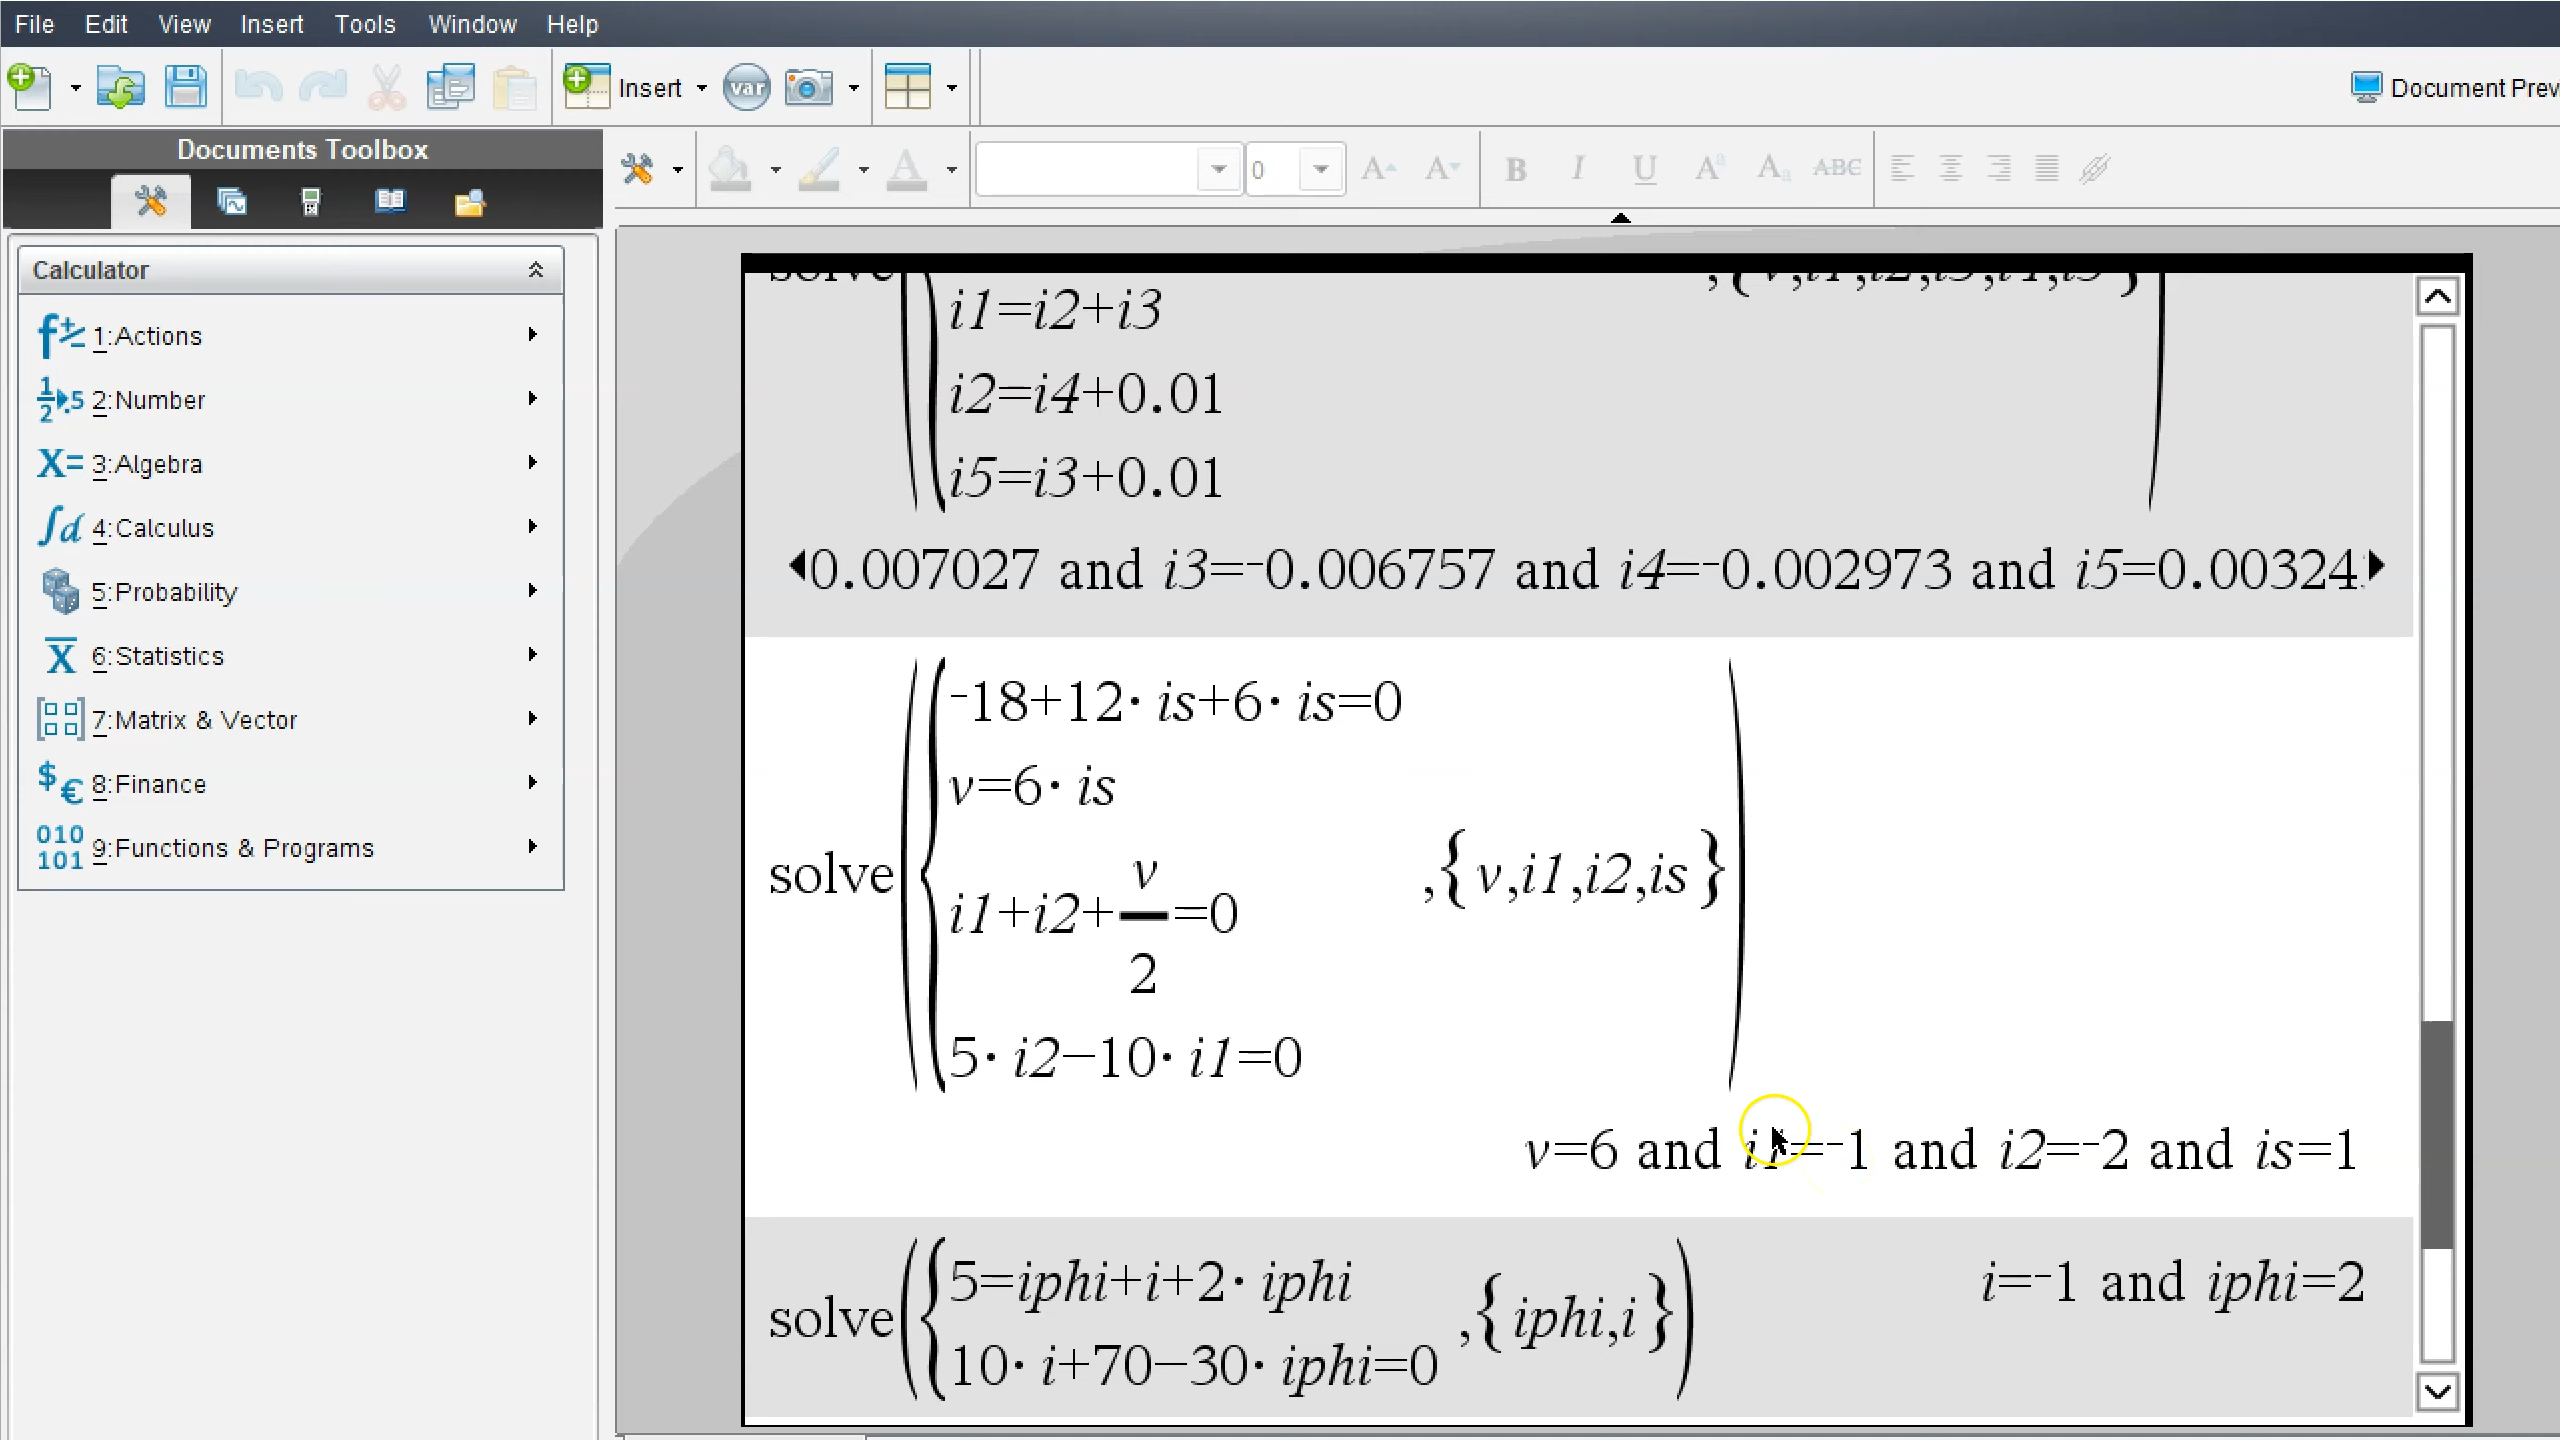 File Edit View Insert Tools Window Help
Insert var Document Prev
Documents Toolbox
0 A A B I U Aa Aa ABC
Calculator
1:Actions
2:Number
3:Algebra
4:Calculus
5:Probability
6:Statistics
7:Matrix & Vector
8:Finance
9:Functions & Programs
i1=i2+i3
i2=i4+0.01
i5=i3+0.01
0.007027 and i3=-0.006757 and i4=-0.002973 and i5=0.00324
-18+12· is+6· is=0
v=6· is
solve ,{v,i1,i2,is}
i1+i2+v/2=0
5· i2−10· i1=0
v=6 and i1=-1 and i2=-2 and is=1
5=iphi+i+2· iphi
solve ,{iphi,i} i=-1 and iphi=2
10· i+70−30· iphi=0